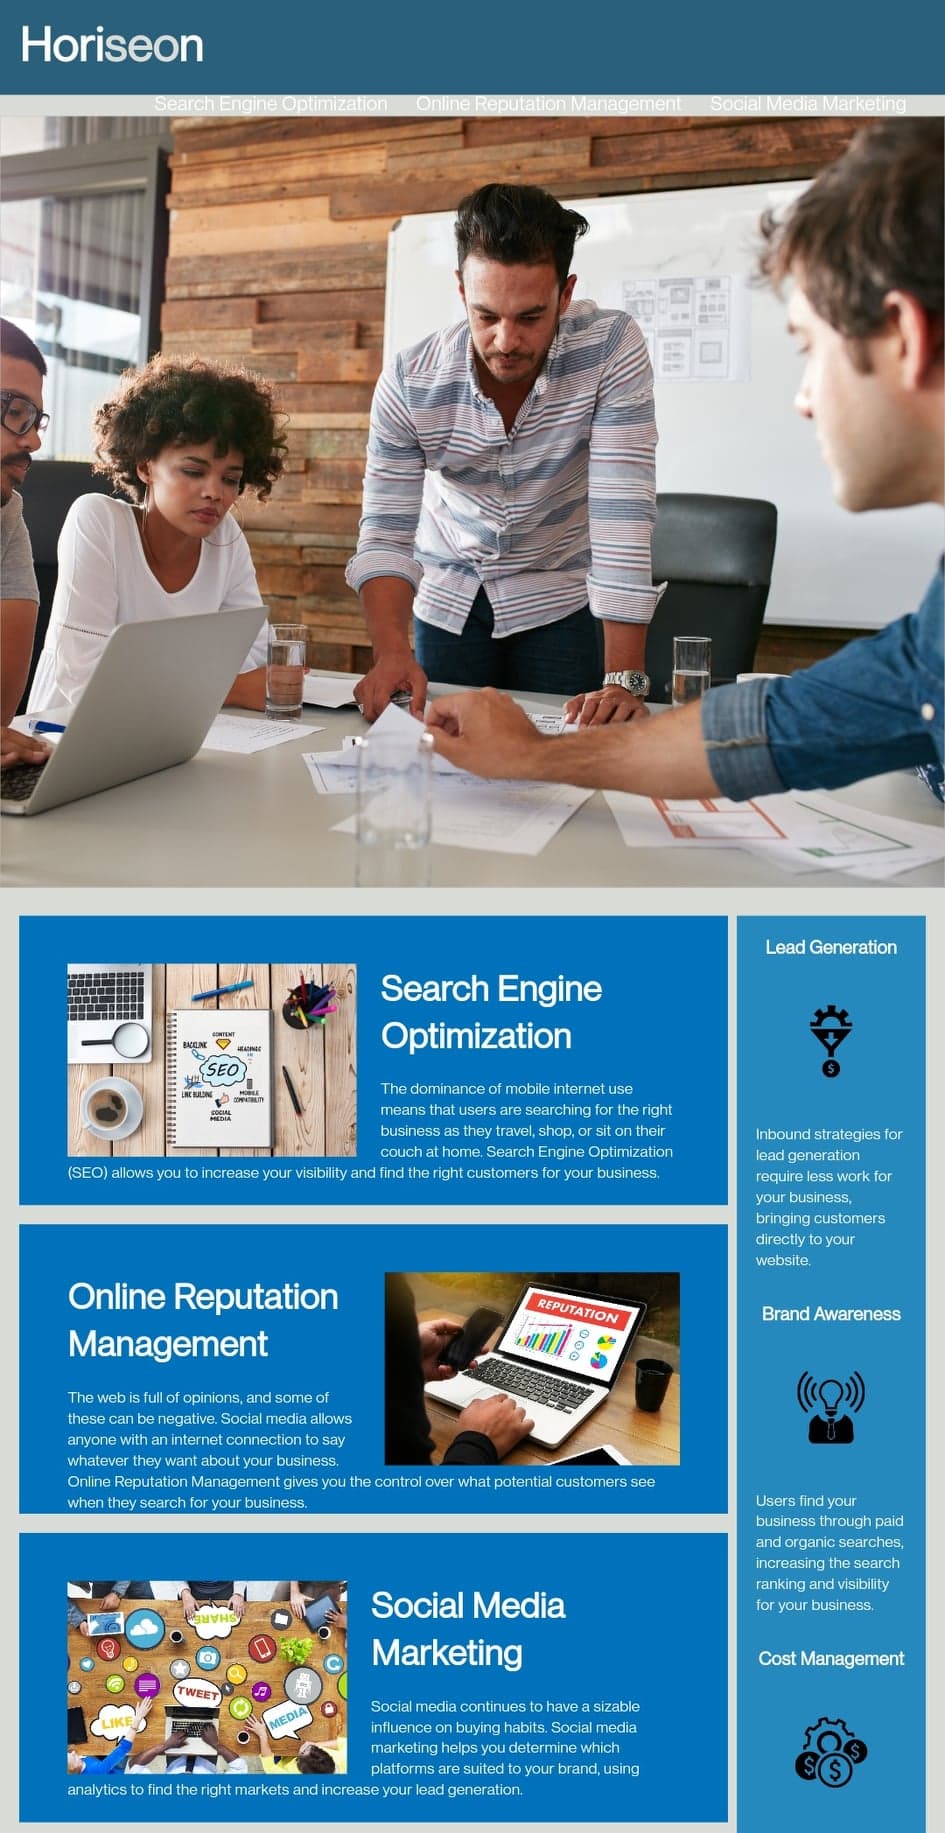 Horiseon
Search Engine Optimization Online Reputation Management Social Media Marketing
CONTENT
BACKLINK
HEADINGS
SEO
LINK BUILDING
MOBILE
COMPATIBILITY
SOCIAL
MEDIA
Search Engine
Optimization
The dominance of mobile internet use
means that users are searching for the right
business as they travel, shop, or sit on their
couch at home. Search Engine Optimization
(SEO) allows you to increase your visibility and find the right customers for your business.
Online Reputation
Management
REPUTATION
The web is full of opinions, and some of
these can be negative. Social media allows
anyone with an internet connection to say
whatever they want about your business.
Online Reputation Management gives you the control over what potential customers see
when they search for your business.
SHARE
TWEET
LIKE
MEDIA
Social Media
Marketing
Social media continues to have a sizable
influence on buying habits. Social media
marketing helps you determine which
platforms are suited to your brand, using
analytics to find the right markets and increase your lead generation.
Lead Generation
$
Inbound strategies for
lead generation
require less work for
your business,
bringing customers
directly to your
website.
Brand Awareness
Users find your
business through paid
and organic searches,
increasing the search
ranking and visibility
for your business.
Cost Management
$ $ $